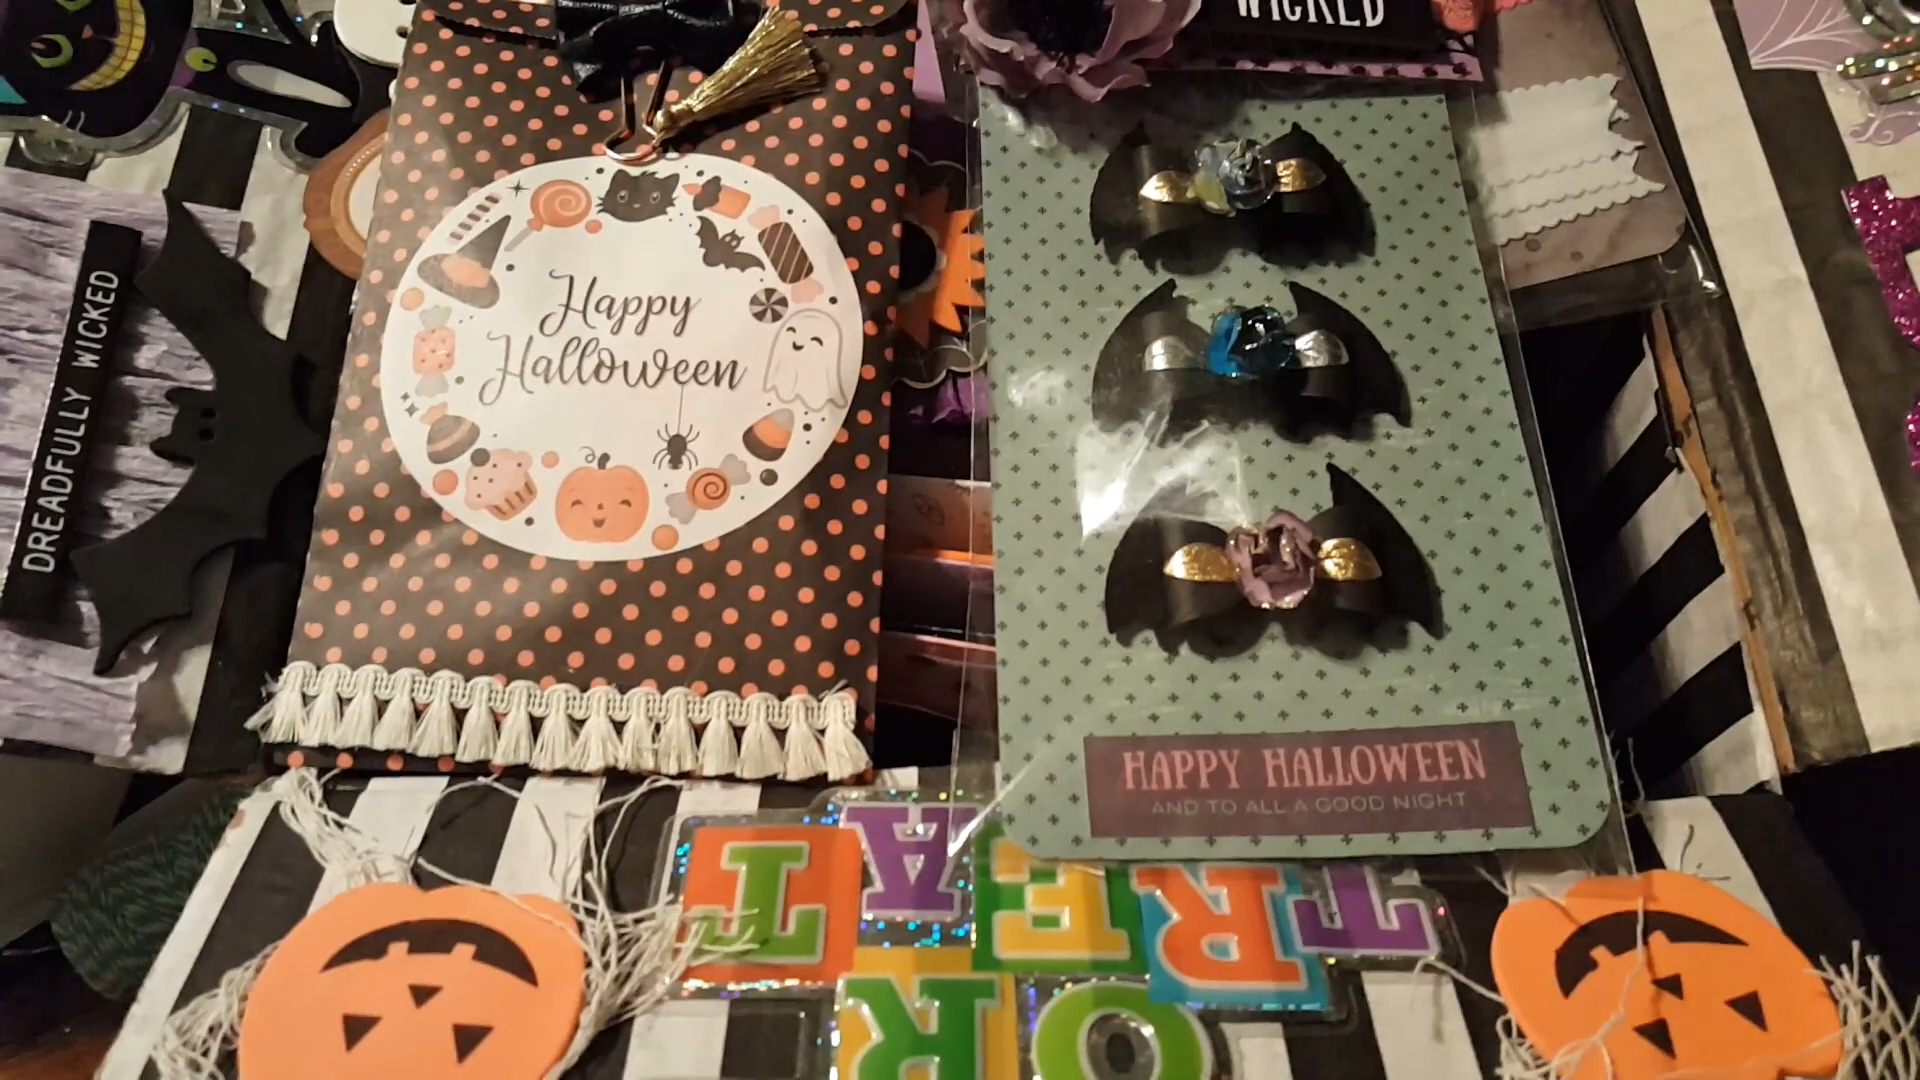 WICKED
DREADFULLY WICKED
Happy
Halloween
HAPPY HALLOWEEN
AND TO ALL A GOOD NIGHT
TREAT
OR